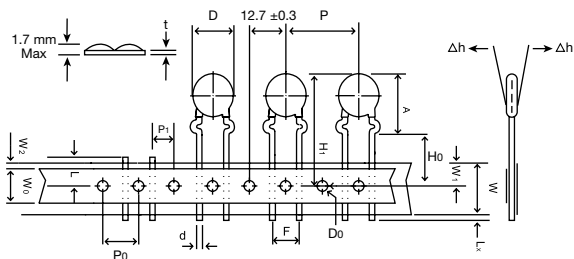 t
D
12.7 ±0.3
P
Δh
Δh
1.7 mm
Max
A
P1
H1
H0
W2
L
W1
W0
W
P0
d
F
D0
Lx